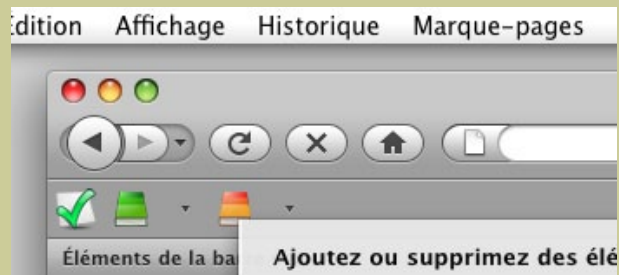 Édition Affichage Historique Marque-pages
Éléments de la ba
Ajoutez ou supprimez des élé